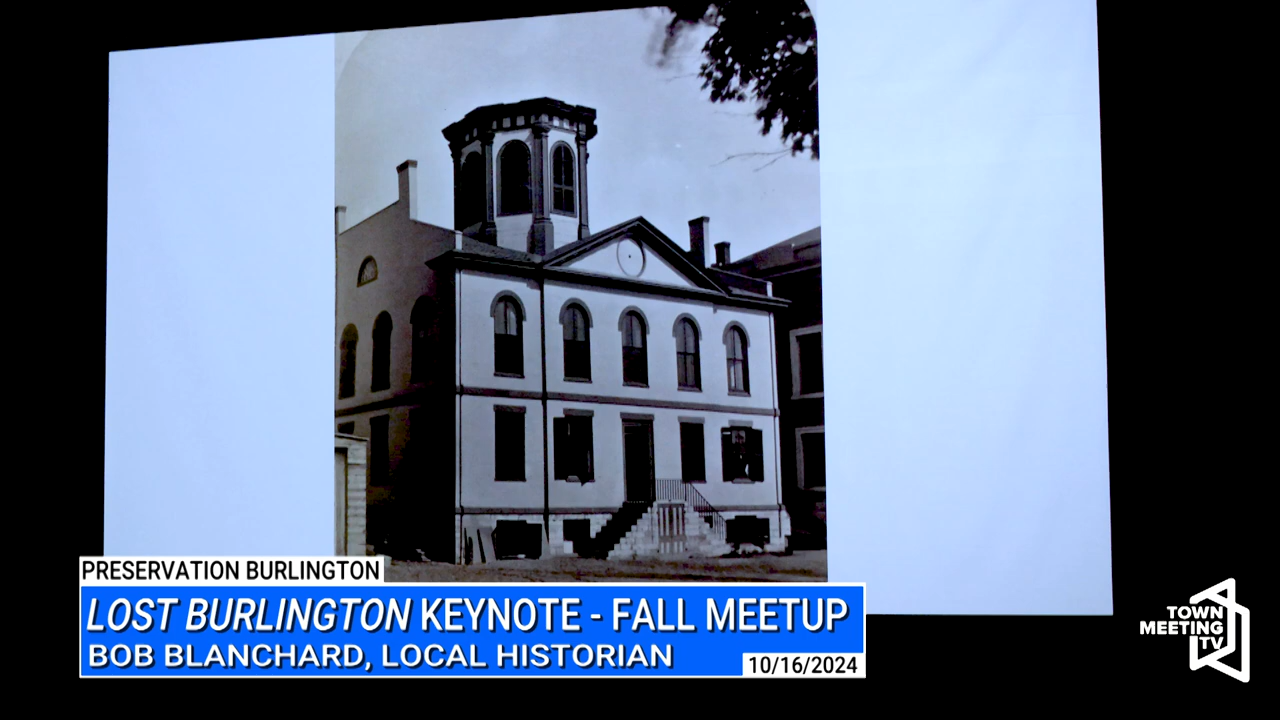 PRESERVATION BURLINGTON
LOST BURLINGTON KEYNOTE - FALL MEETUP
BOB BLANCHARD, LOCAL HISTORIAN
10/16/2024
TOWN
MEETING
TV